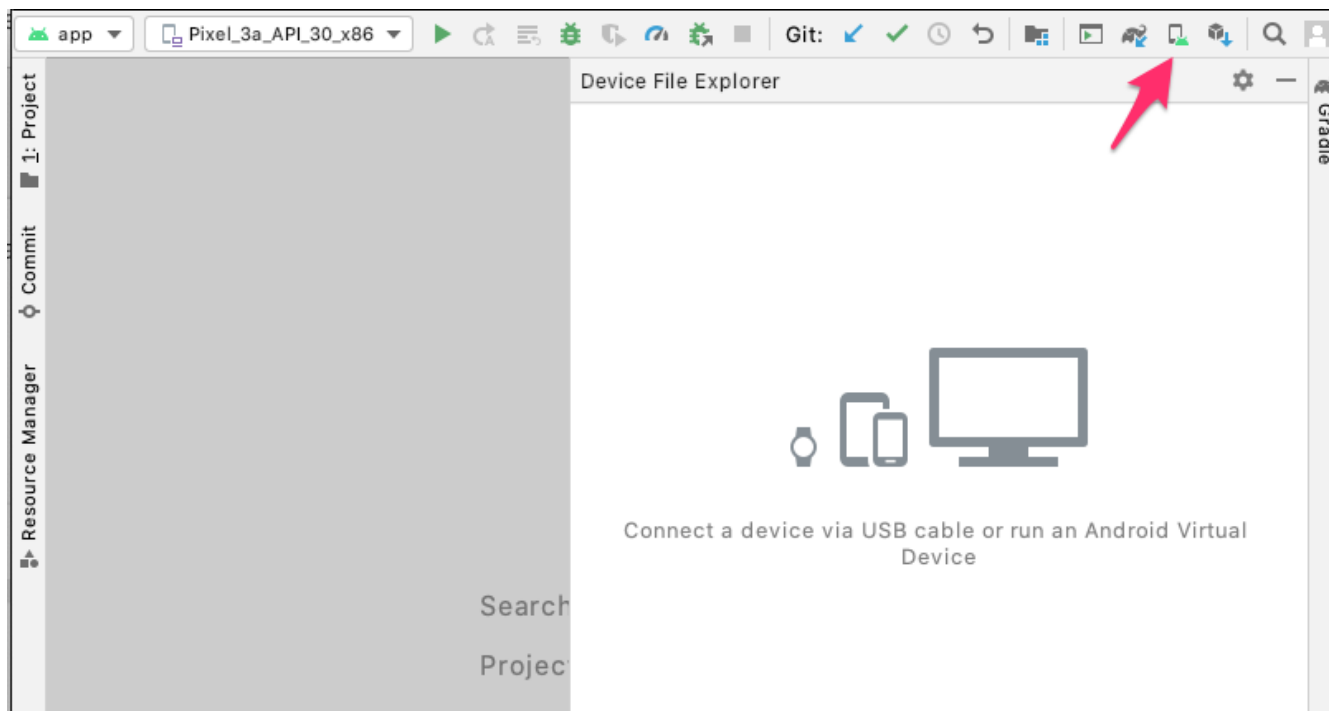 app
Pixel_3a_API_30_x86
Git:
Device File Explorer
1: Project
Commit
Resource Manager
Gradle
Connect a device via USB cable or run an Android Virtual
Device
Search
Projec